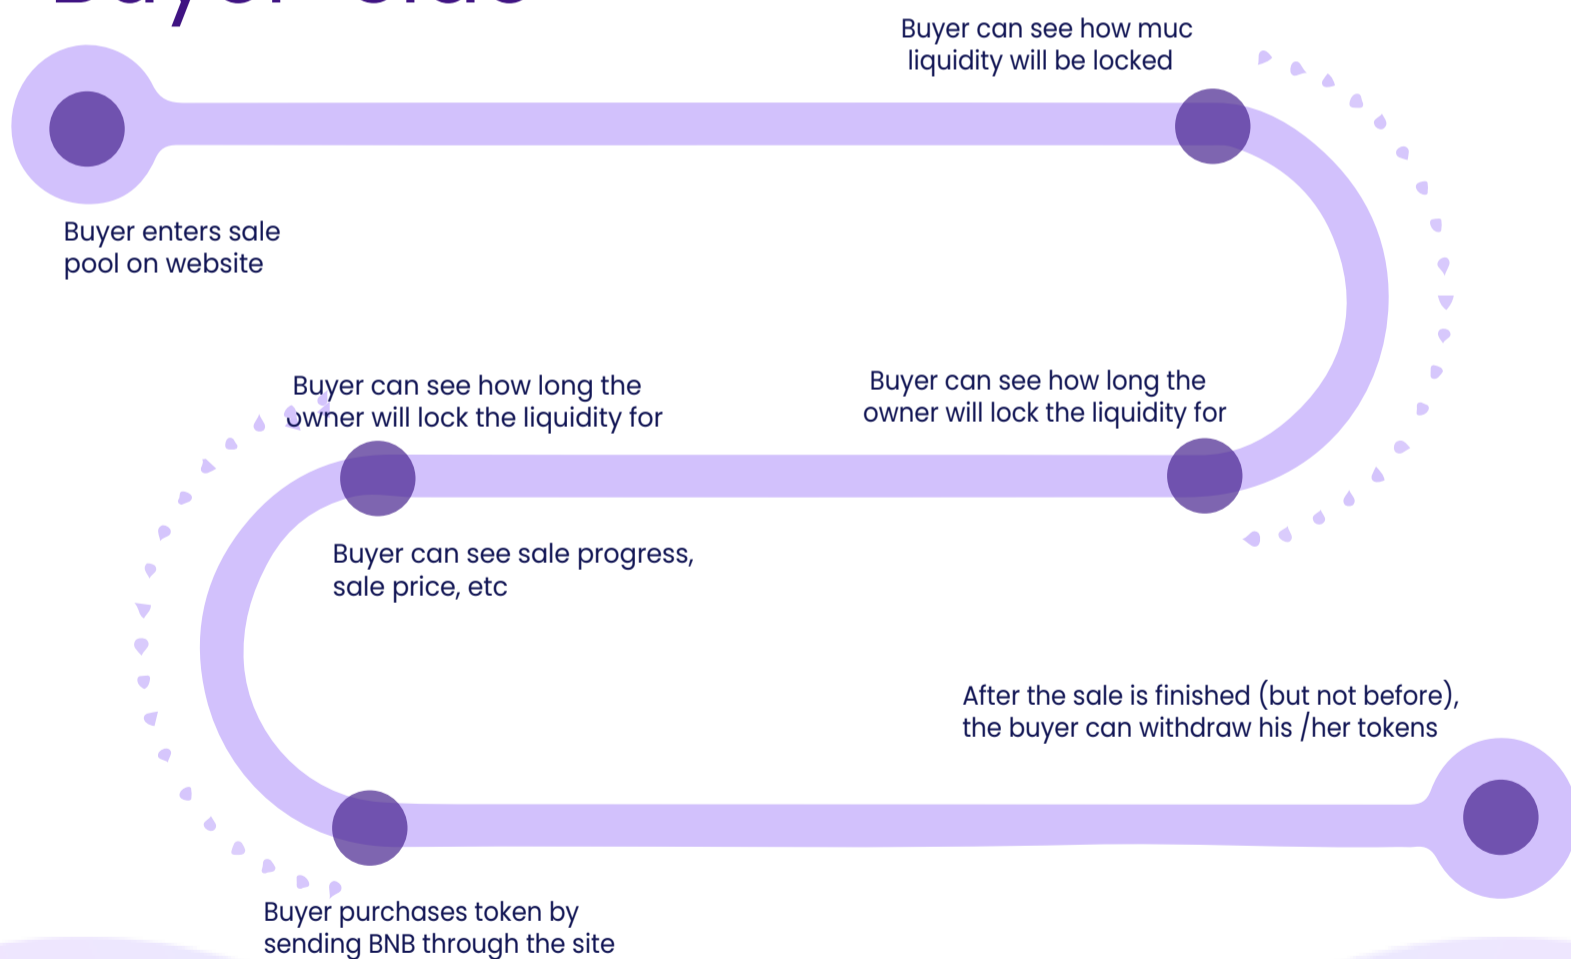 Buyer can see how muc
liquidity will be locked
Buyer enters sale
pool on website
Buyer can see how long the
owner will lock the liquidity for
Buyer can see how long the
owner will lock the liquidity for
Buyer can see sale progress,
sale price, etc
After the sale is finished (but not before),
the buyer can withdraw his /her tokens
Buyer purchases token by
sending BNB through the site